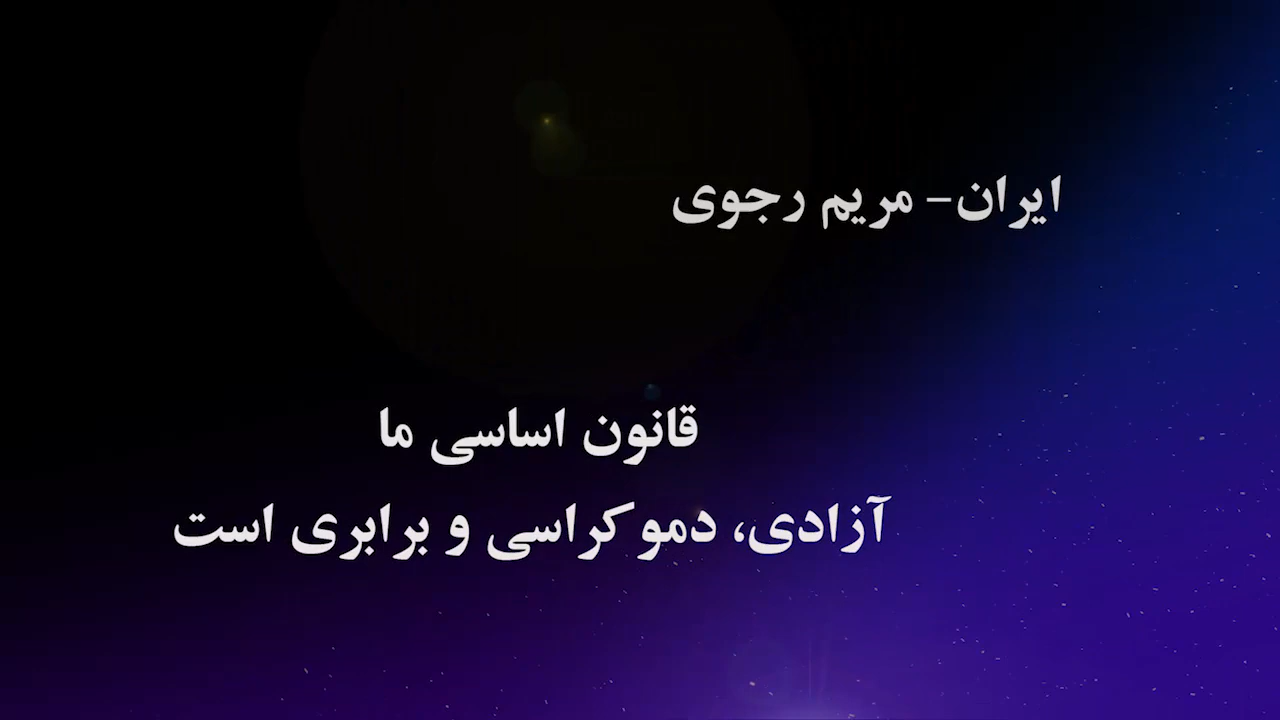 ایران- مریم رجوی
قانون اساسی ما
آزادی، دموکراسی و برابری است